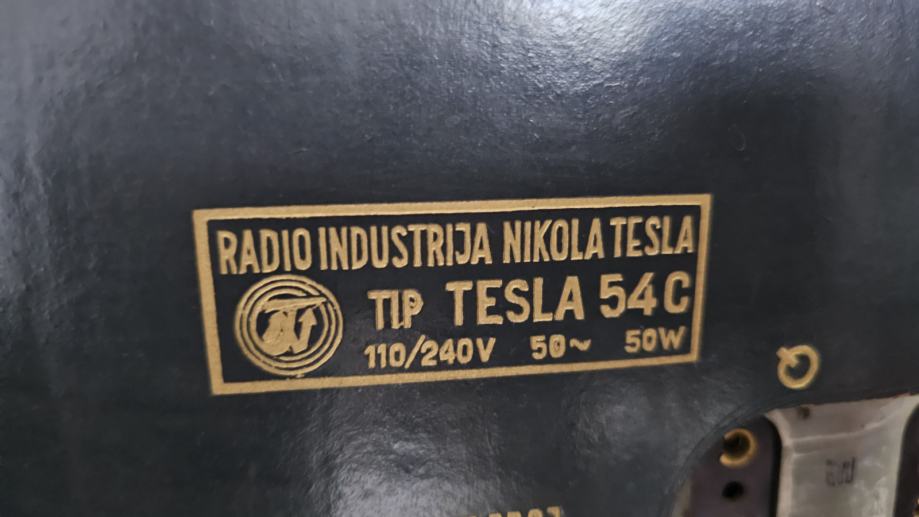 RADIO INDUSTRIJA NIKOLA TESLA
TIP TESLA 54C
110/240V 50~ 50W